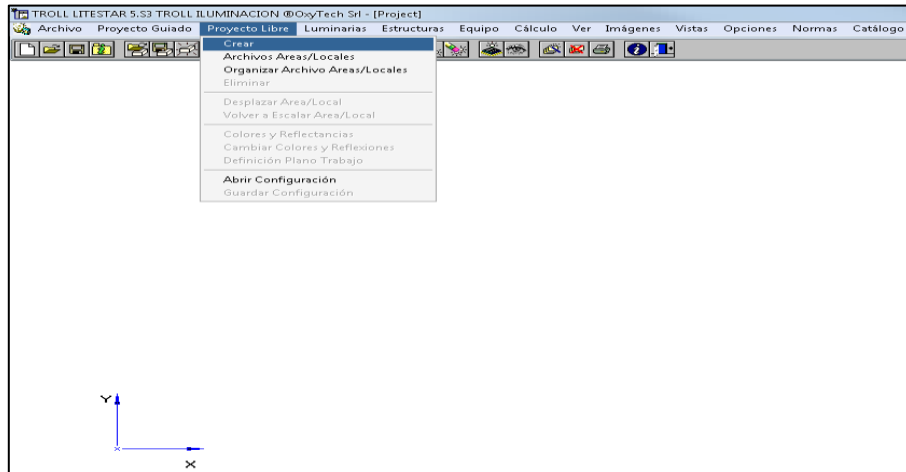 TROLL LITESTAR 5.S3 TROLL ILUMINACION ©OxyTech Srl - [Project]
Archivo Proyecto Guiado Proyecto Libre Luminarias Estructuras Equipo Cálculo Ver Imágenes Vistas Opciones Normas Catálogo
Crear
Archivos Areas/Locales
Organizar Archivo Areas/Locales
Eliminar
Desplazar Area/Local
Volver a Escalar Area/Local
Colores y Reflectancias
Cambiar Colores y Reflexiones
Definición Plano Trabajo
Abrir Configuración
Guardar Configuración
Y
X